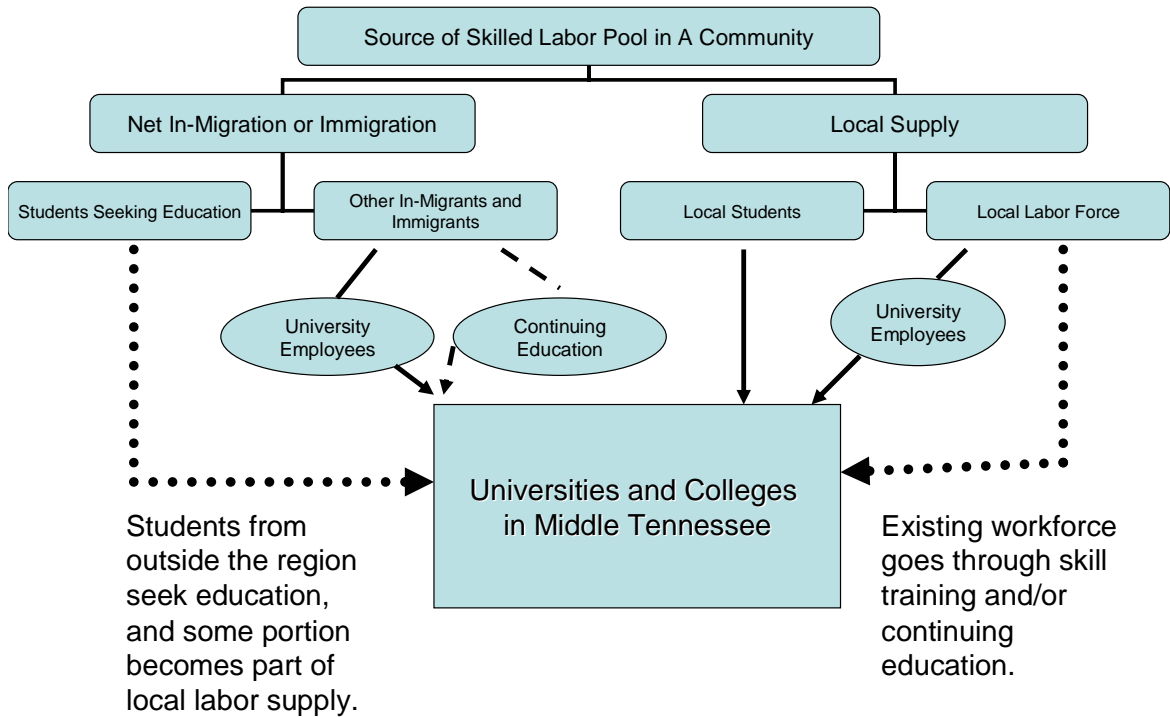 Source of Skilled Labor Pool in A Community
Net In-Migration or Immigration
Local Supply
Students Seeking Education
Other In-Migrants and
Immigrants
Local Students
Local Labor Force
University
Employees
Continuing
Education
University
Employees
Universities and Colleges
in Middle Tennessee
Students from
outside the region
seek education,
and some portion
becomes part of
local labor supply.
Existing workforce
goes through skill
training and/or
continuing
education.